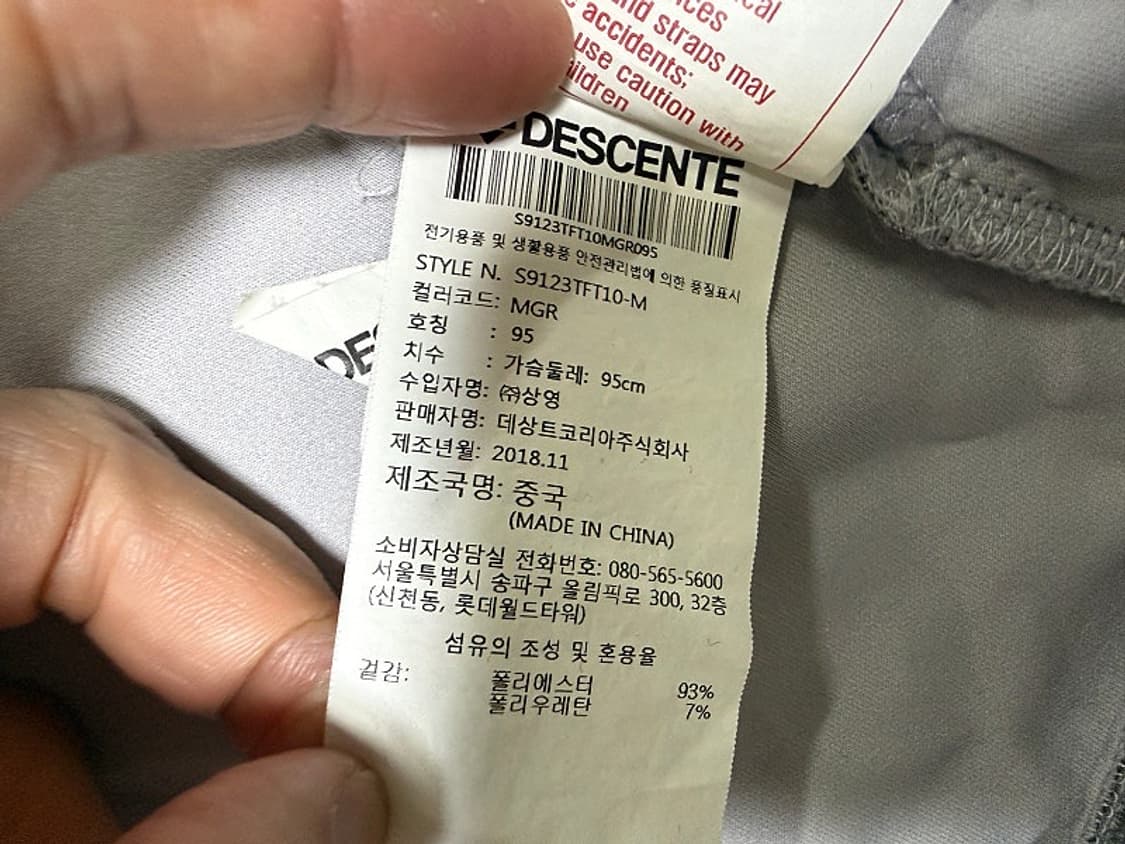 ences
and straps may
accidents;
use caution with
children
DESCENTE
S9123TFT10MGR095
전기용품 및 생활용품 안전관리법에 의한 품질표시
STYLE N. S9123TFT10-M
컬러코드: MGR
호칭 : 95
치수 : 가슴둘레: 95cm
수입자명: ㈜상영
판매자명: 데상트코리아주식회사
제조년월: 2018.11
제조국명: 중국
(MADE IN CHINA)
소비자상담실 전화번호: 080-565-5600
서울특별시 송파구 올림픽로 300, 32층
(신천동, 롯데월드타워)
섬유의 조성 및 혼용율
겉감: 폴리에스터 93%
폴리우레탄 7%
DES